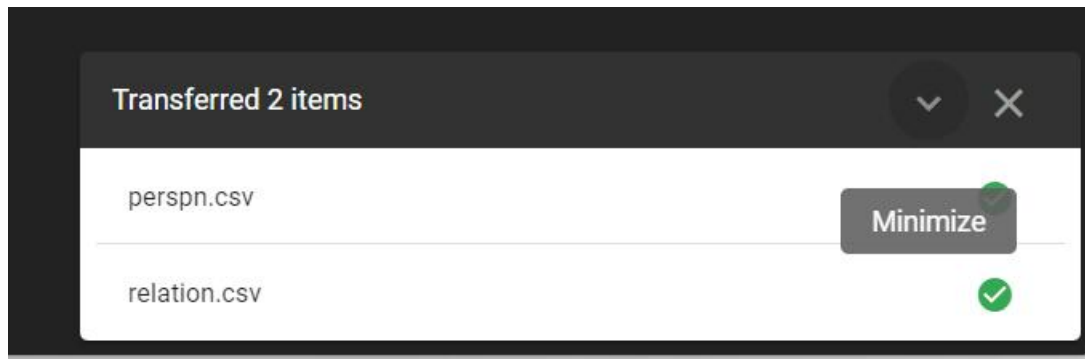 Transferred 2 items
perspn.csv
Minimize
relation.csv